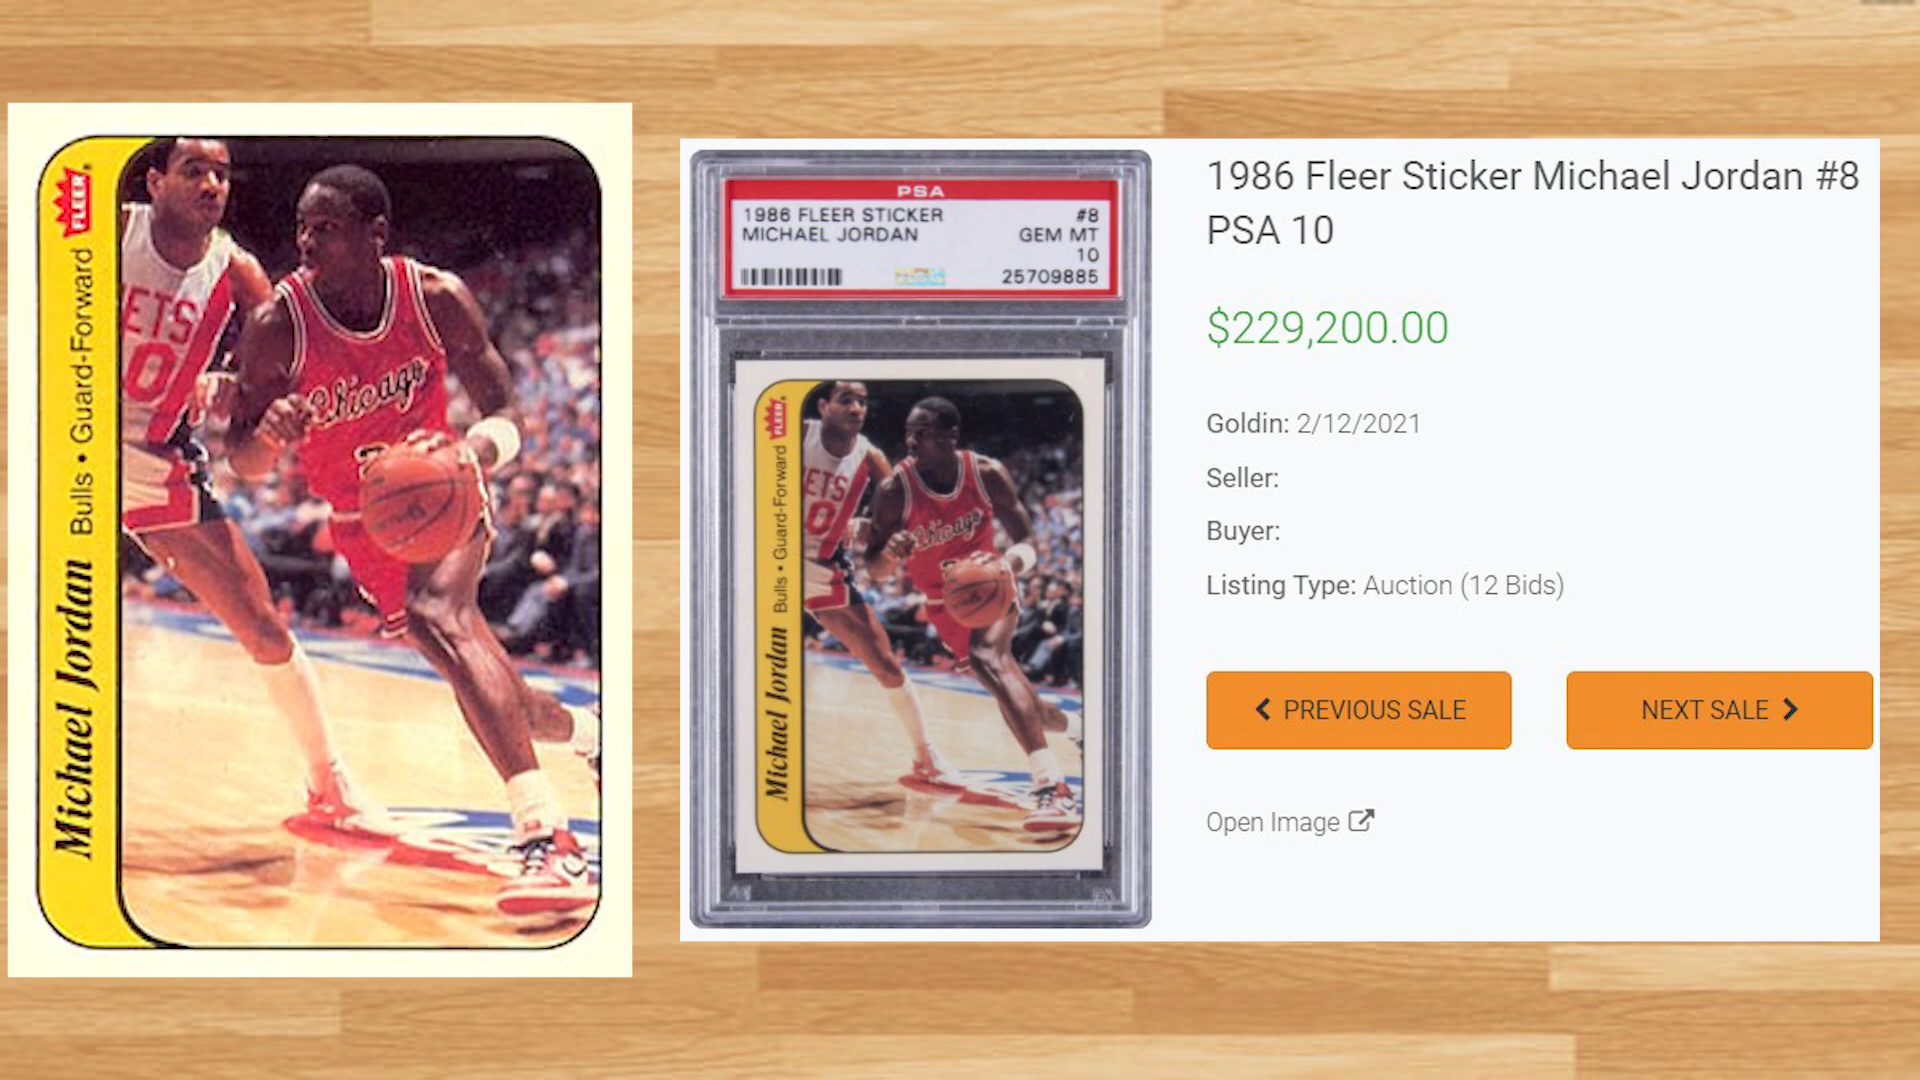 FLEER®
Michael Jordan Bulls • Guard-Forward
ETS
0
Chicago
PSA
1986 FLEER STICKER #8
MICHAEL JORDAN GEM MT
10
25709885
FLEER®
Michael Jordan Bulls • Guard-Forward
ETS
0
Chicago
1986 Fleer Sticker Michael Jordan #8
PSA 10
$229,200.00
Goldin: 2/12/2021
Seller:
Buyer:
Listing Type: Auction (12 Bids)
PREVIOUS SALE
NEXT SALE
Open Image